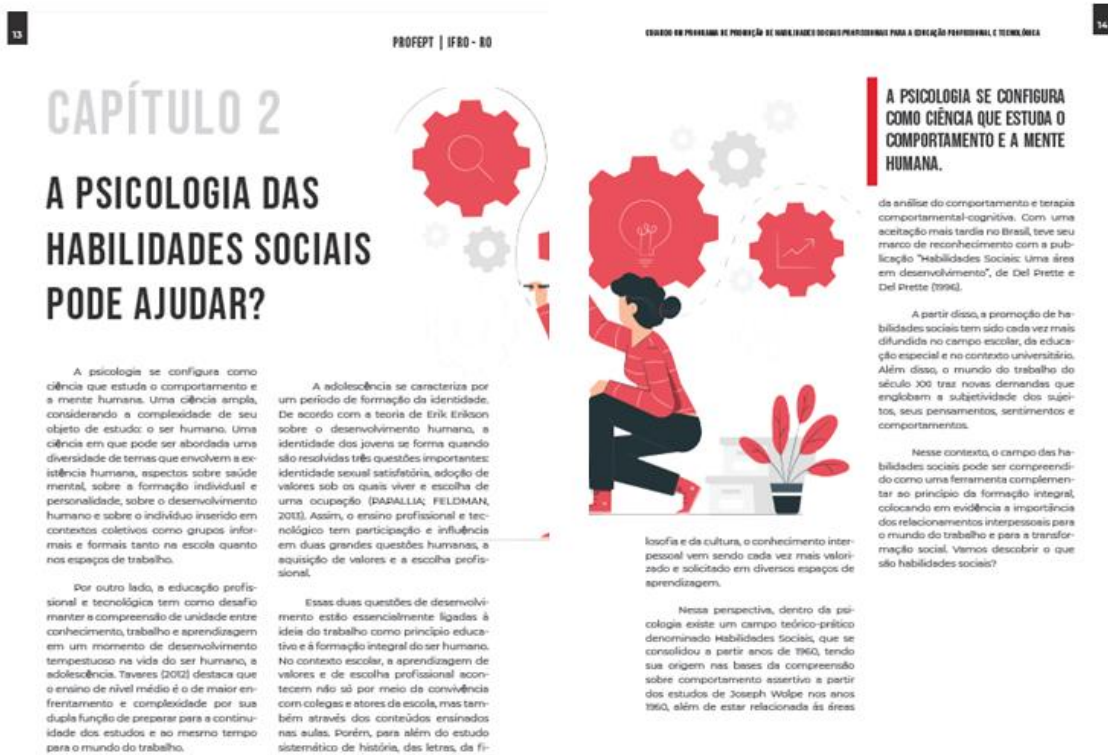 13
PROFEPT | IFRO - RO
CAPÍTULO 2
A PSICOLOGIA DAS
HABILIDADES SOCIAIS
PODE AJUDAR?
A psicologia se configura como
ciência que estuda o comportamento e
a mente humana. Uma ciência ampla,
considerando a complexidade de seu
objeto de estudo: o ser humano. Uma
ciência em que pode ser abordada uma
diversidade de temas que envolvem a ex-
istência humana, aspectos sobre saúde
mental, sobre a formação individual e
personalidade, sobre o desenvolvimento
humano e sobre o indivíduo inserido em
contextos coletivos como grupos infor-
mais e formais tanto na escola quanto
nos espaços de trabalho.
Por outro lado, a educação profis-
sional e tecnológica tem como desafio
manter a compreensão de unidade entre
conhecimento, trabalho e aprendizagem
em um momento de desenvolvimento
tempestuoso na vida do ser humano, a
adolescência. Tavares (2012) destaca que
o ensino de nível médio é o de maior en-
frentamento e complexidade por sua
dupla função de preparar para a continu-
idade dos estudos e ao mesmo tempo
para o mundo do trabalho.
A adolescência se caracteriza por
um período de formação da identidade.
De acordo com a teoria de Erik Erikson
sobre o desenvolvimento humano, a
identidade dos jovens se forma quando
são resolvidas três questões importantes:
identidade sexual satisfatória, adoção de
valores sob os quais viver e escolha de
uma ocupação (PAPALLIA; FELDMAN,
2013). Assim, o ensino profissional e tec-
nológico tem participação e influência
em duas grandes questões humanas, a
aquisição de valores e a escolha profis-
sional.
Essas duas questões de desenvolvi-
mento estão essencialmente ligadas à
ideia do trabalho como princípio educa-
tivo e à formação integral do ser humano.
No contexto escolar, a aprendizagem de
valores e de escolha profissional acon-
tecem não só por meio da convivência
com colegas e atores da escola, mas tam-
bém através dos conteúdos ensinados
nas aulas. Porém, para além do estudo
sistemático de história, das letras, da fi-
14
CRIANDO UM PROGRAMA DE PROMOÇÃO DE HABILIDADES SOCIAIS PROFISSIONAIS PARA A EDUCAÇÃO PROFISSIONAL E TECNOLÓGICA
losofia e da cultura, o conhecimento inter-
pessoal vem sendo cada vez mais valori-
zado e solicitado em diversos espaços de
aprendizagem.
Nessa perspectiva, dentro da psi-
cologia existe um campo teórico-prático
denominado Habilidades Sociais, que se
consolidou a partir anos de 1960, tendo
sua origem nas bases da compreensão
sobre comportamento assertivo a partir
dos estudos de Joseph Wolpe nos anos
1960, além de estar relacionada às áreas
A PSICOLOGIA SE CONFIGURA
COMO CIÊNCIA QUE ESTUDA O
COMPORTAMENTO E A MENTE
HUMANA.
da análise do comportamento e terapia
comportamental-cognitiva. Com uma
aceitação mais tardia no Brasil, teve seu
marco de reconhecimento com a pub-
licação "Habilidades Sociais: Uma área
em desenvolvimento", de Del Prette e
Del Prette (1996).
A partir disso, a promoção de ha-
bilidades sociais tem sido cada vez mais
difundida no campo escolar, da educa-
ção especial e no contexto universitário.
Além disso, o mundo do trabalho do
século XXI traz novas demandas que
englobam a subjetividade dos sujei-
tos, seus pensamentos, sentimentos e
comportamentos.
Nesse contexto, o campo das ha-
bilidades sociais pode ser compreendi-
do como uma ferramenta complemen-
tar ao princípio da formação integral,
colocando em evidência a importância
dos relacionamentos interpessoais para
o mundo do trabalho e para a transfor-
mação social. Vamos descobrir o que
são habilidades sociais?